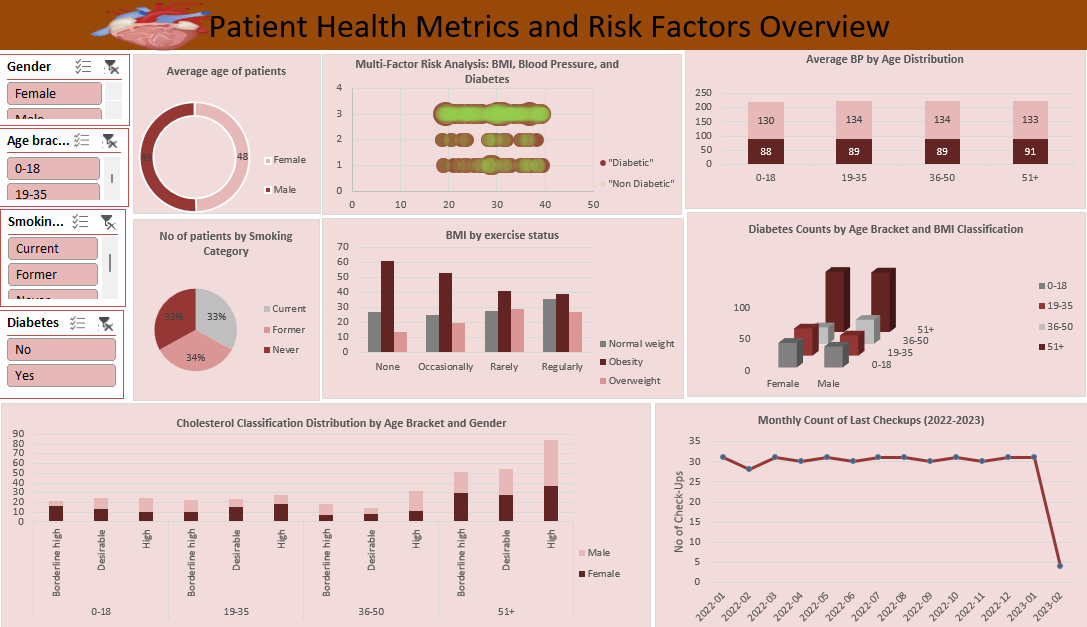 Patient Health Metrics and Risk Factors Overview
Gender
Female
Male
Age brac...
0-18
19-35
Smokin...
Current
Former
Never
Diabetes
No
Yes
Average age of patients
48
Female
Male
Multi-Factor Risk Analysis: BMI, Blood Pressure, and
Diabetes
4
3
2
1
0
0 10 20 30 40 50
"Diabetic"
"Non Diabetic"
Average BP by Age Distribution
250
200
150
100
50
0
130 134 134 133
88 89 89 91
0-18 19-35 36-50 51+
No of patients by Smoking
Category
33% 33%
34%
Current
Former
Never
BMI by exercise status
70
60
50
40
30
20
10
0
None Occasionally Rarely Regularly
Normal weight
Obesity
Overweight
Diabetes Counts by Age Bracket and BMI Classification
100
50
0
Female Male
51+
36-50
19-35
0-18
0-18
19-35
36-50
51+
Cholesterol Classification Distribution by Age Bracket and Gender
90
80
70
60
50
40
30
20
10
0
Borderline high Desirable High Borderline high Desirable High Borderline high Desirable High Borderline high Desirable High
0-18 19-35 36-50 51+
Male
Female
Monthly Count of Last Checkups (2022-2023)
No of Check-Ups
35
30
25
20
15
10
5
0
2022-01 2022-02 2022-03 2022-04 2022-05 2022-06 2022-07 2022-08 2022-09 2022-10 2022-11 2022-12 2023-01 2023-02